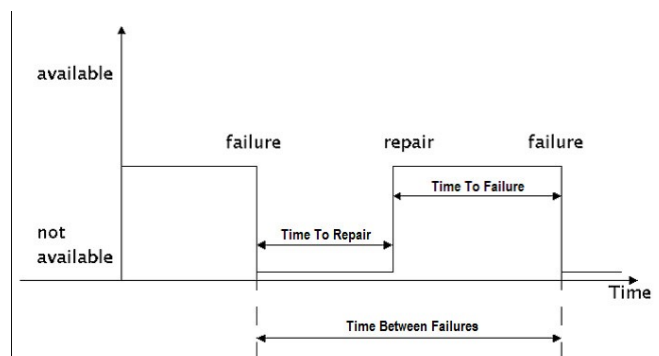 available
failure
repair
failure
Time To Failure
Time To Repair
not
available
Time
Time Between Failures